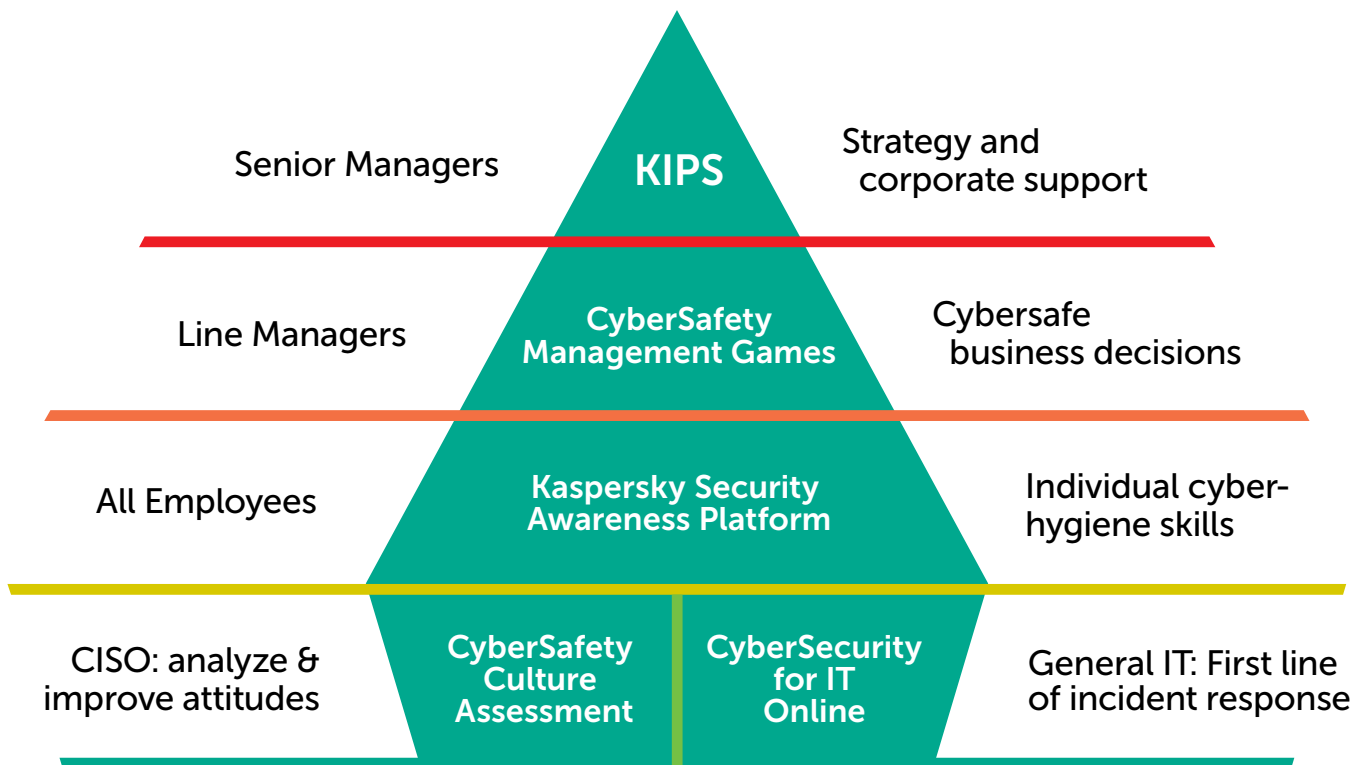 Senior Managers
KIPS
Strategy and
corporate support
Line Managers
CyberSafety
Management Games
Cybersafe
business decisions
All Employees
Kaspersky Security
Awareness Platform
Individual cyber-
hygiene skills
CISO: analyze &
improve attitudes
CyberSafety
Culture
Assessment
CyberSecurity
for IT
Online
General IT: First line
of incident response